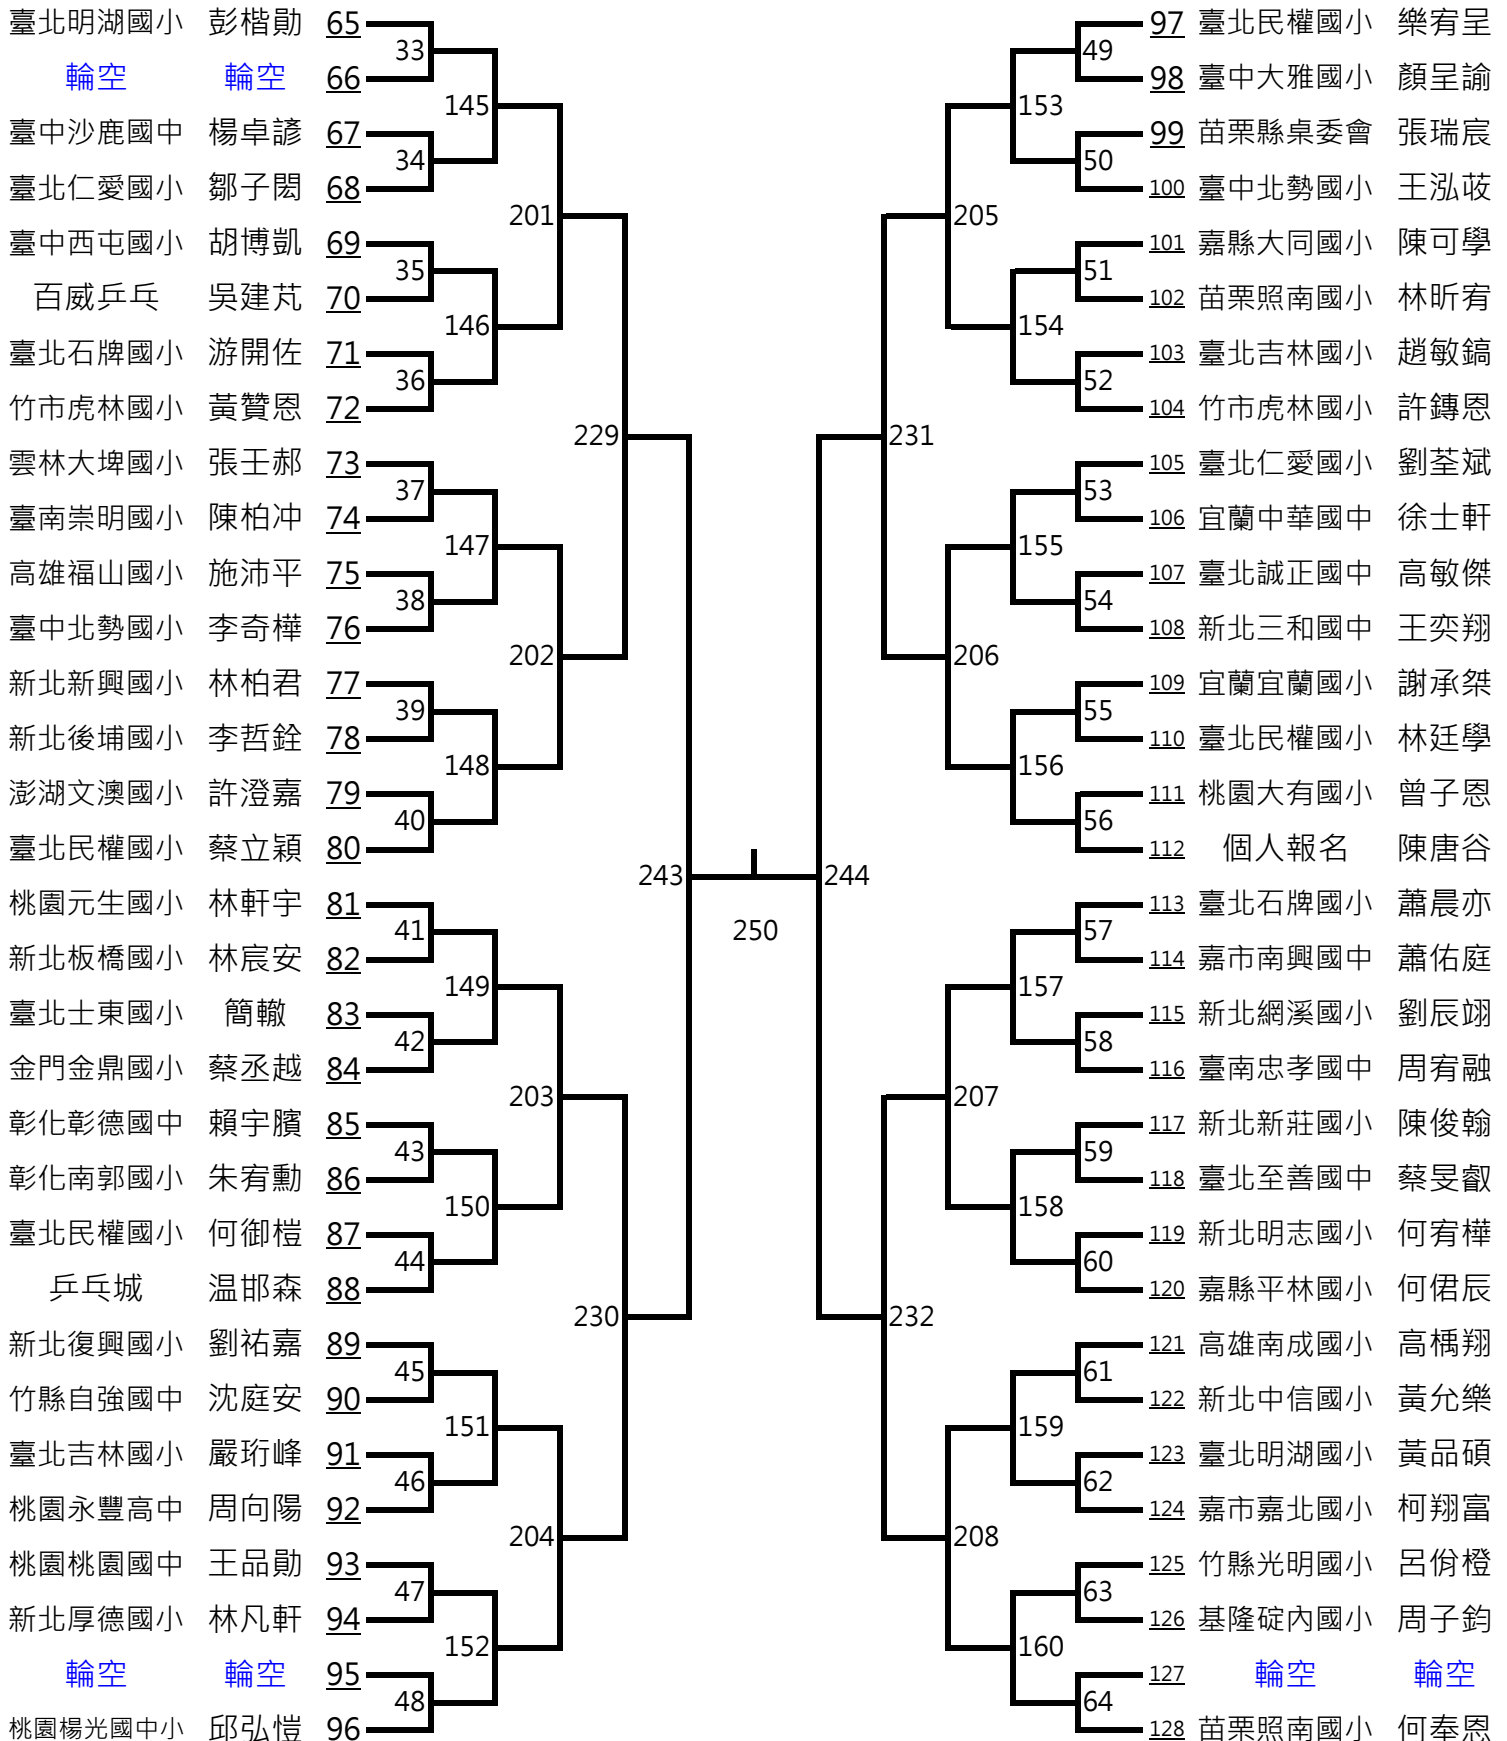 臺北明湖國小 彭楷勛 65
33
輪空 輪空 66
145
臺中沙鹿國中 楊卓諺 67
34
臺北仁愛國小 鄒子閎 68
201
臺中西屯國小 胡博凱 69
35
百威乒乓 吳建芃 70
146
臺北石牌國小 游開佐 71
36
竹市虎林國小 黃贊恩 72
229
雲林大埤國小 張王郝 73
37
臺南崇明國小 陳柏冲 74
147
高雄福山國小 施沛平 75
38
臺中北勢國小 李奇樺 76
202
新北新興國小 林柏君 77
39
新北後埔國小 李哲銓 78
148
澎湖文澳國小 許澄嘉 79
40
臺北民權國小 蔡立穎 80
243
桃園元生國小 林軒宇 81
41
新北板橋國小 林宸安 82
149
臺北士東國小 簡轍 83
42
金門金鼎國小 蔡丞越 84
203
彰化彰德國中 賴宇臏 85
43
彰化南郭國小 朱宥勳 86
150
臺北民權國小 何御榿 87
44
乒乓城 温邯森 88
230
新北復興國小 劉祐嘉 89
45
竹縣自強國中 沈庭安 90
151
臺北吉林國小 嚴珩峰 91
46
桃園永豐高中 周向陽 92
204
桃園桃園國中 王品勛 93
47
新北厚德國小 林凡軒 94
152
輪空 輪空 95
48
桃園楊光國中小 邱弘愷 96
250
97 臺北民權國小 樂宥呈
49
98 臺中大雅國小 顏呈諭
153
99 苗栗縣桌委會 張瑞宸
50
100 臺中北勢國小 王泓荍
205
101 嘉縣大同國小 陳可學
51
102 苗栗照南國小 林昕宥
154
103 臺北吉林國小 趙敏鎬
52
104 竹市虎林國小 許鏄恩
231
105 臺北仁愛國小 劉荃斌
53
106 宜蘭中華國中 徐士軒
155
107 臺北誠正國中 高敏傑
54
108 新北三和國中 王奕翔
206
109 宜蘭宜蘭國小 謝承桀
55
110 臺北民權國小 林廷學
156
111 桃園大有國小 曾子恩
56
112 個人報名 陳唐谷
244
113 臺北石牌國小 蕭晨亦
57
114 嘉市南興國中 蕭佑庭
157
115 新北網溪國小 劉辰翊
58
116 臺南忠孝國中 周宥融
207
117 新北新莊國小 陳俊翰
59
118 臺北至善國中 蔡旻叡
158
119 新北明志國小 何宥樺
60
120 嘉縣平林國小 何偌辰
232
121 高雄南成國小 高楀翔
61
122 新北中信國小 黃允樂
159
123 臺北明湖國小 黃品碩
62
124 嘉市嘉北國小 柯翔富
208
125 竹縣光明國小 呂佾橙
63
126 基隆碇內國小 周子鈞
160
127 輪空 輪空
64
128 苗栗照南國小 何奉恩